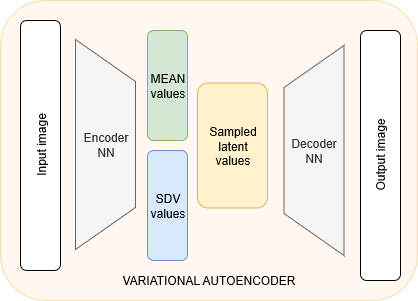 Input image
Encoder
NN
MEAN
values
SDV
values
Sampled
latent
values
Decoder
NN
Output image
VARIATIONAL AUTOENCODER